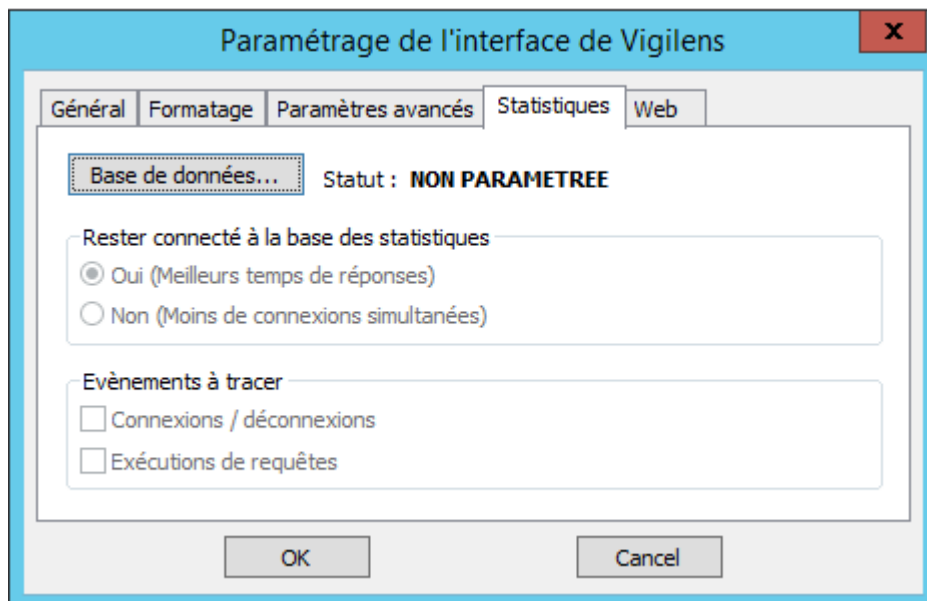 Paramétrage de l'interface de Vigilens
x
Général Formatage Paramètres avancés Statistiques Web
Base de données... Statut : NON PARAMETREE
Rester connecté à la base des statistiques
Oui (Meilleurs temps de réponses)
Non (Moins de connexions simultanées)
Evènements à tracer
Connexions / déconnexions
Exécutions de requêtes
OK Cancel